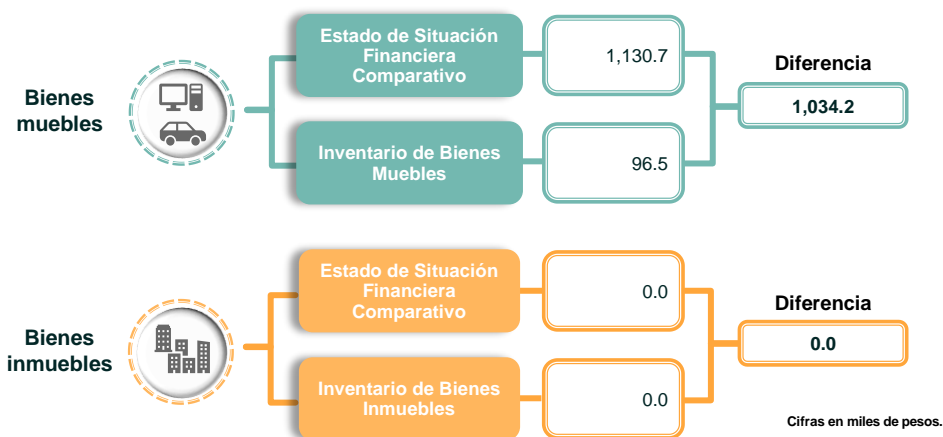 Bienes
muebles
Estado de Situación
Financiera
Comparativo
1,130.7
Inventario de Bienes
Muebles
96.5
Diferencia
1,034.2
Bienes
inmuebles
Estado de Situación
Financiera
Comparativo
0.0
Inventario de Bienes
Inmuebles
0.0
Diferencia
0.0
Cifras en miles de pesos.